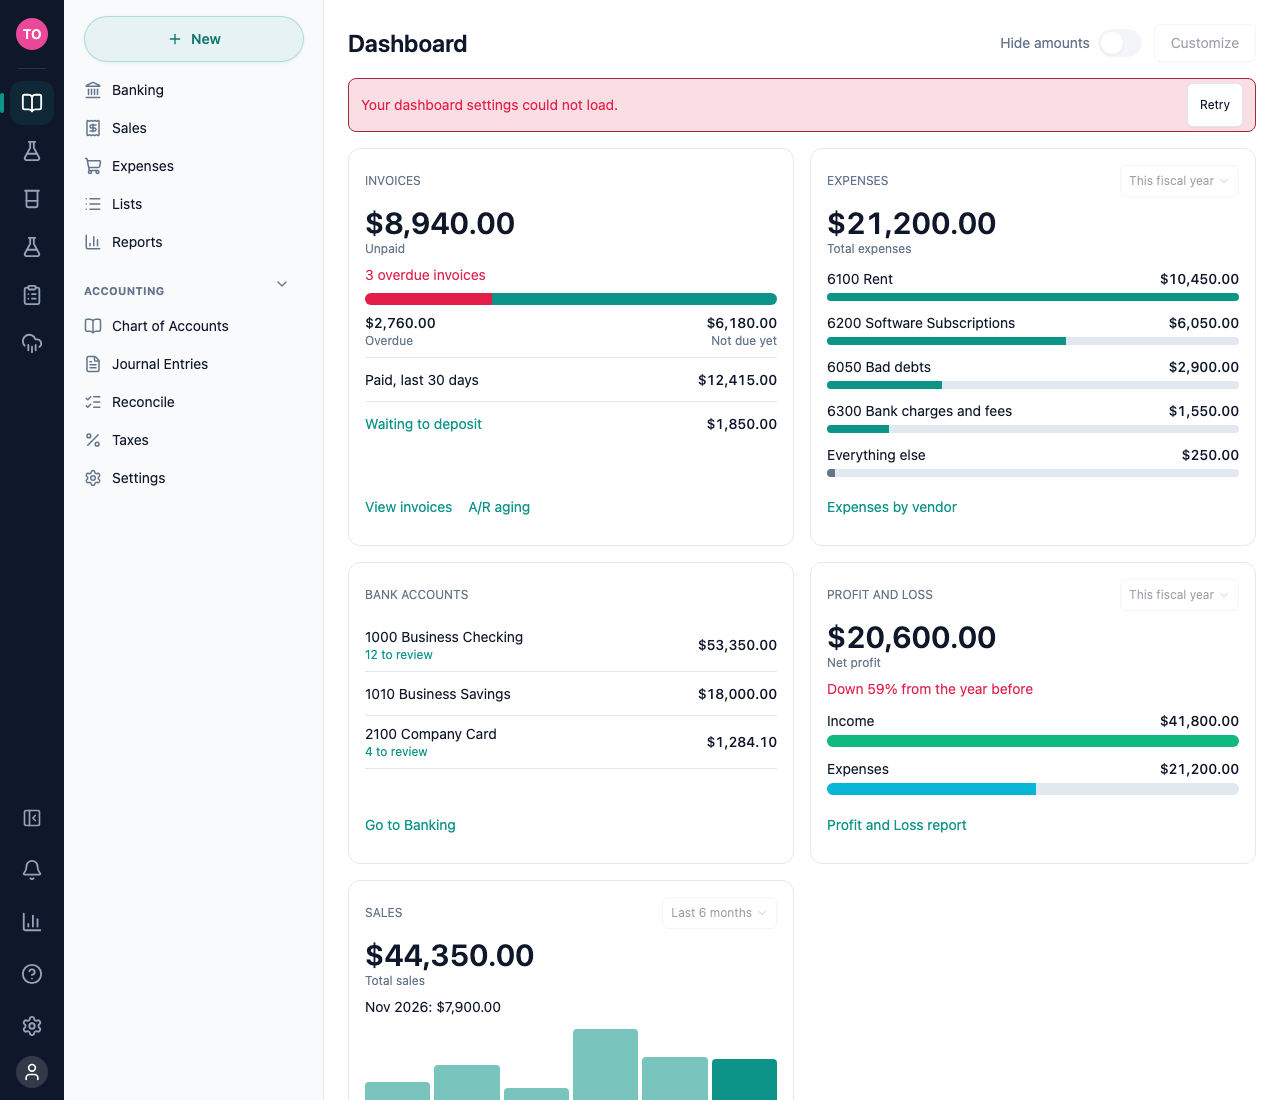 TO
New
Banking
Sales
Expenses
Lists
Reports
ACCOUNTING
Chart of Accounts
Journal Entries
Reconcile
Taxes
Settings
Dashboard
Hide amounts
Customize
Your dashboard settings could not load.
Retry
INVOICES
$8,940.00
Unpaid
3 overdue invoices
$2,760.00 $6,180.00
Overdue Not due yet
Paid, last 30 days $12,415.00
Waiting to deposit $1,850.00
View invoices A/R aging
EXPENSES This fiscal year
$21,200.00
Total expenses
6100 Rent $10,450.00
6200 Software Subscriptions $6,050.00
6050 Bad debts $2,900.00
6300 Bank charges and fees $1,550.00
Everything else $250.00
Expenses by vendor
BANK ACCOUNTS
1000 Business Checking $53,350.00
12 to review
1010 Business Savings $18,000.00
2100 Company Card $1,284.10
4 to review
Go to Banking
PROFIT AND LOSS This fiscal year
$20,600.00
Net profit
Down 59% from the year before
Income $41,800.00
Expenses $21,200.00
Profit and Loss report
SALES Last 6 months
$44,350.00
Total sales
Nov 2026: $7,900.00